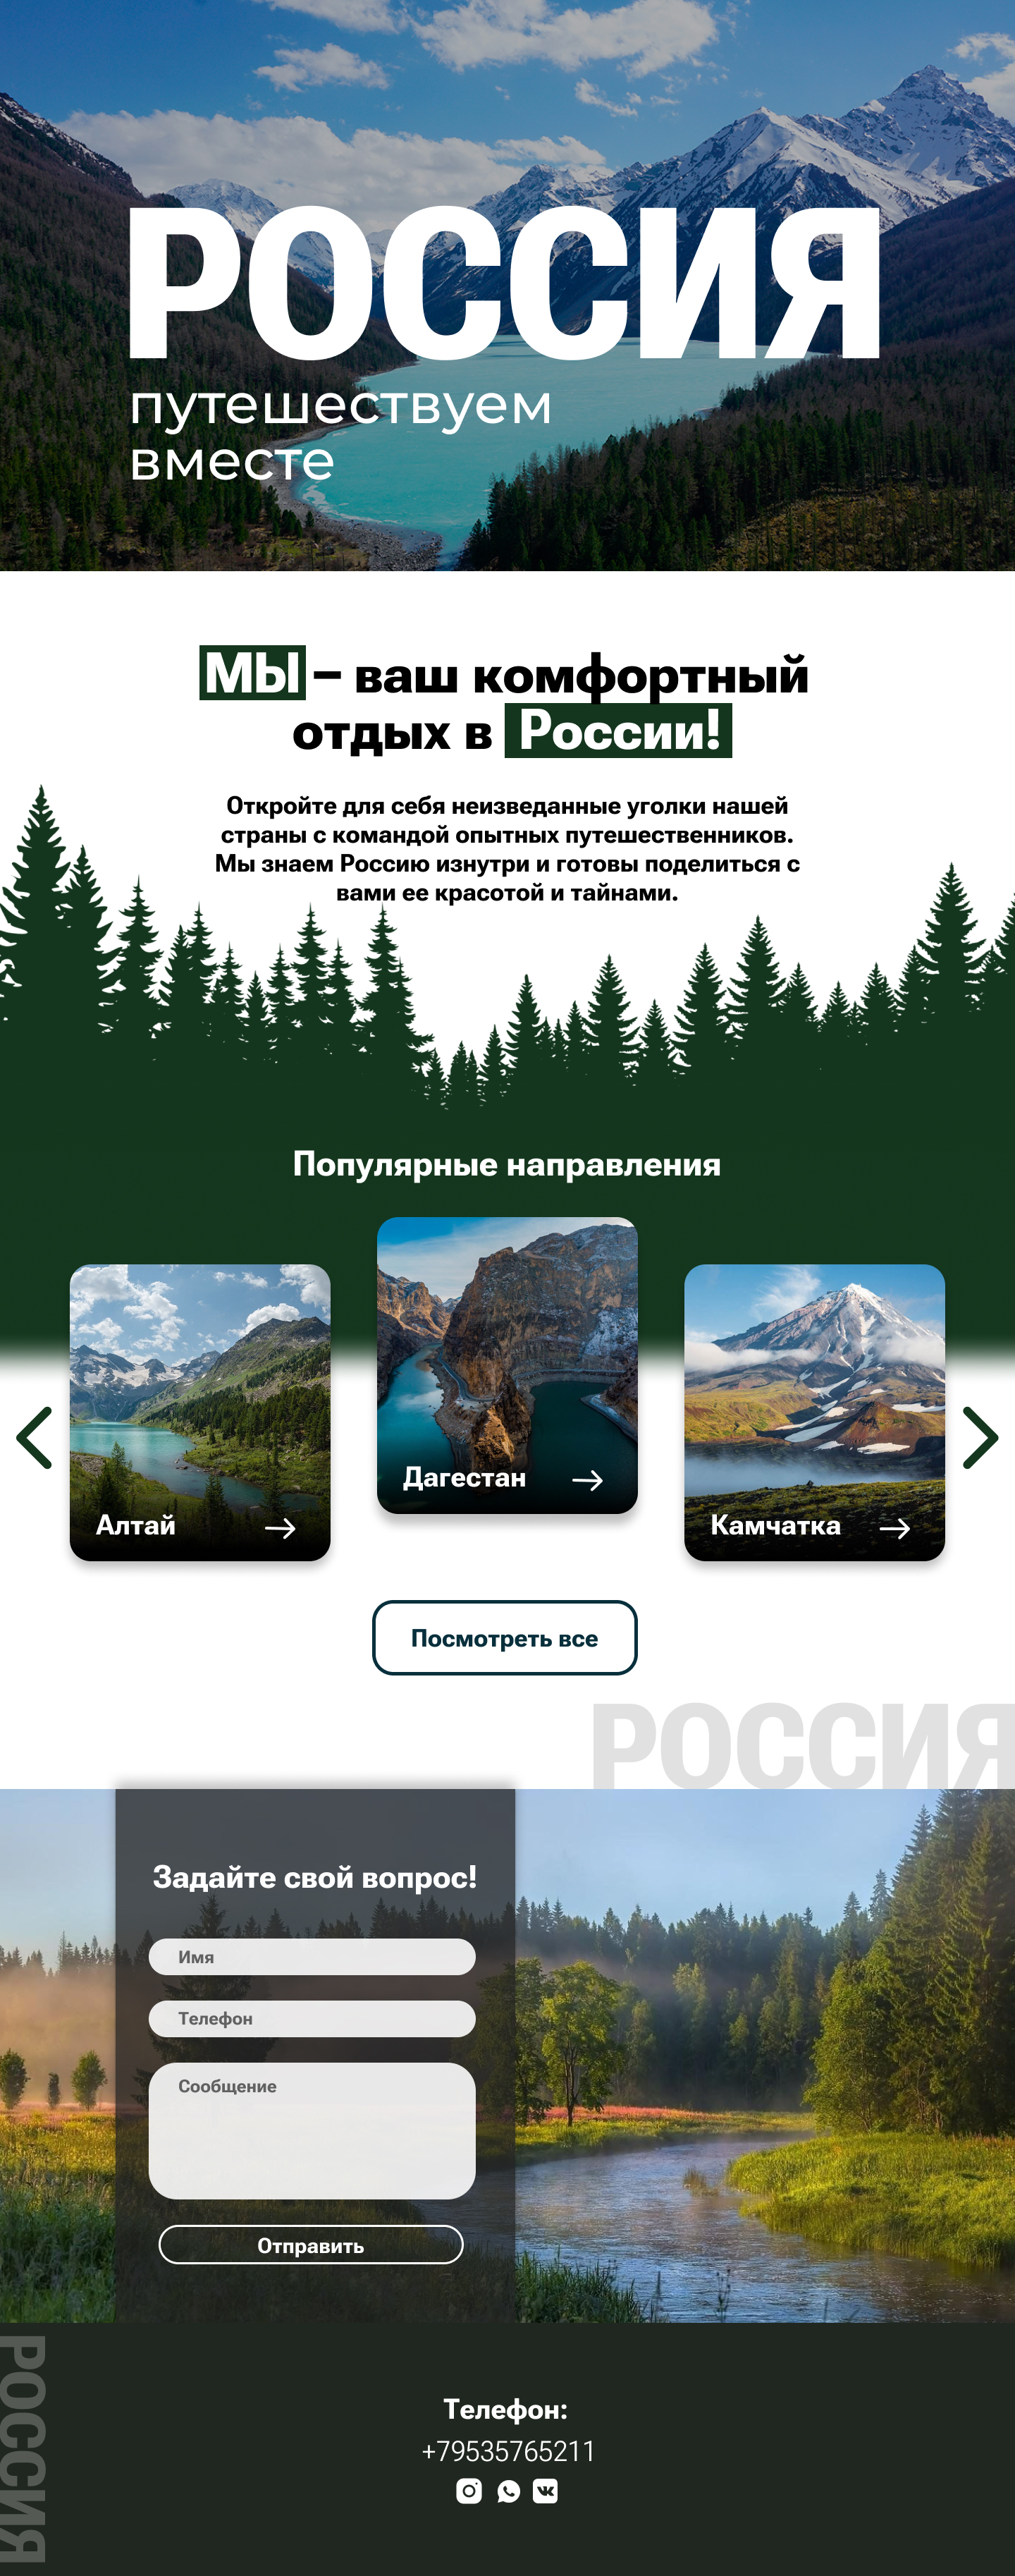 РОССИЯ
путешествуем
вместе
МЫ – ваш комфортный
отдых в России!
Откройте для себя неизведанные уголки нашей
страны с командой опытных путешественников.
Мы знаем Россию изнутри и готовы поделиться с
вами ее красотой и тайнами.
Популярные направления
Алтай
Дагестан
Камчатка
Посмотреть все
РОССИЯ
Задайте свой вопрос!
Имя
Телефон
Сообщение
Отправить
РОССИЯ
Телефон:
+79535765211